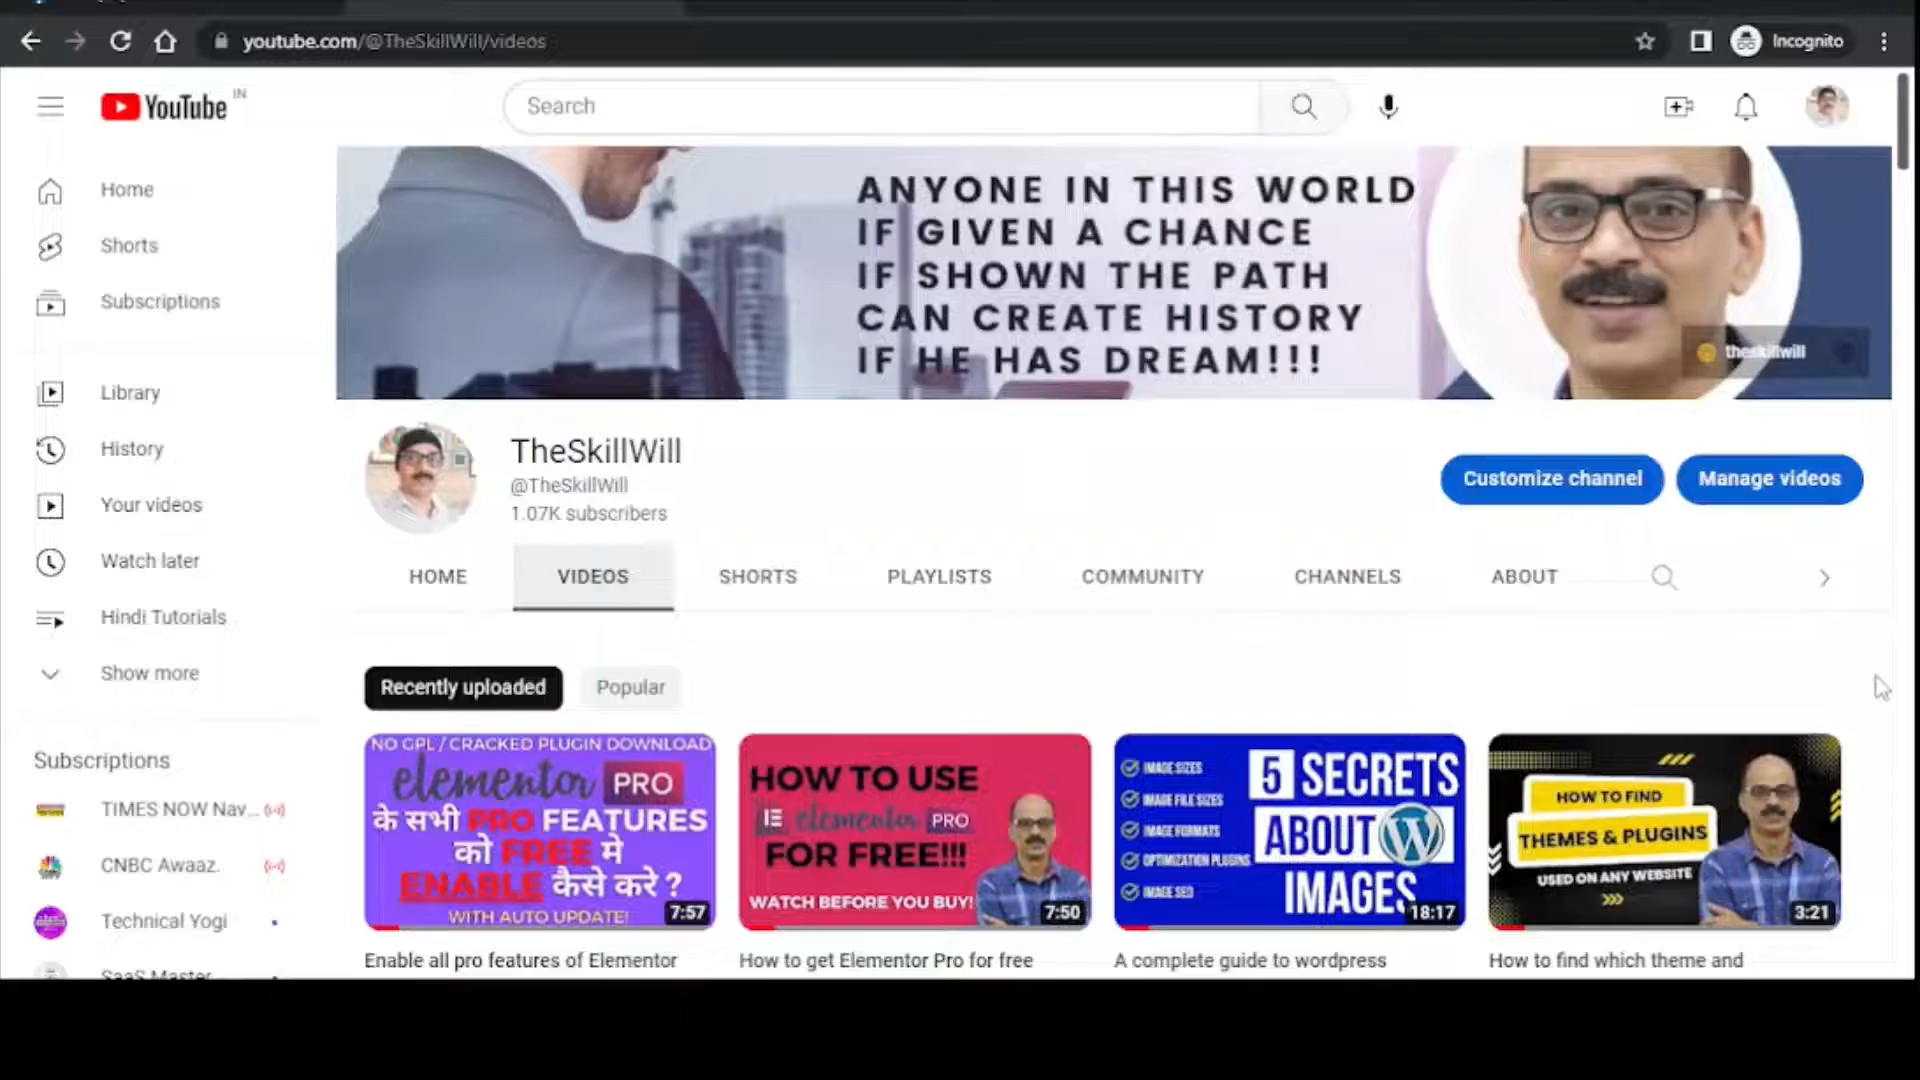 youtube.com/@TheSkillWill/videos
Incognito
YouTube IN
Search
Home
Shorts
Subscriptions
Library
History
Your videos
Watch later
Hindi Tutorials
Show more
Subscriptions
TIMES NOW Nav...
CNBC Awaaz.
Technical Yogi
SaaS Master
ANYONE IN THIS WORLD
IF GIVEN A CHANCE
IF SHOWN THE PATH
CAN CREATE HISTORY
IF HE HAS DREAM!!!
theskillwill
TheSkillWill
@TheSkillWill
1.07K subscribers
Customize channel
Manage videos
HOME
VIDEOS
SHORTS
PLAYLISTS
COMMUNITY
CHANNELS
ABOUT
Recently uploaded
Popular
NO GPL / CRACKED PLUGIN DOWNLOAD
elementor PRO
के सभी PRO FEATURES
को FREE मे
ENABLE कैसे करे ?
WITH AUTO UPDATE!
7:57
Enable all pro features of Elementor
HOW TO USE
elementor PRO
FOR FREE!!!
WATCH BEFORE YOU BUY!
7:50
How to get Elementor Pro for free
IMAGE SIZES
IMAGE FILE SIZES
IMAGE FORMATS
OPTIMIZATION PLUGINS
IMAGE SEO
5 SECRETS
ABOUT
IMAGES
18:17
A complete guide to wordpress
HOW TO FIND
THEMES & PLUGINS
USED ON ANY WEBSITE
3:21
How to find which theme and